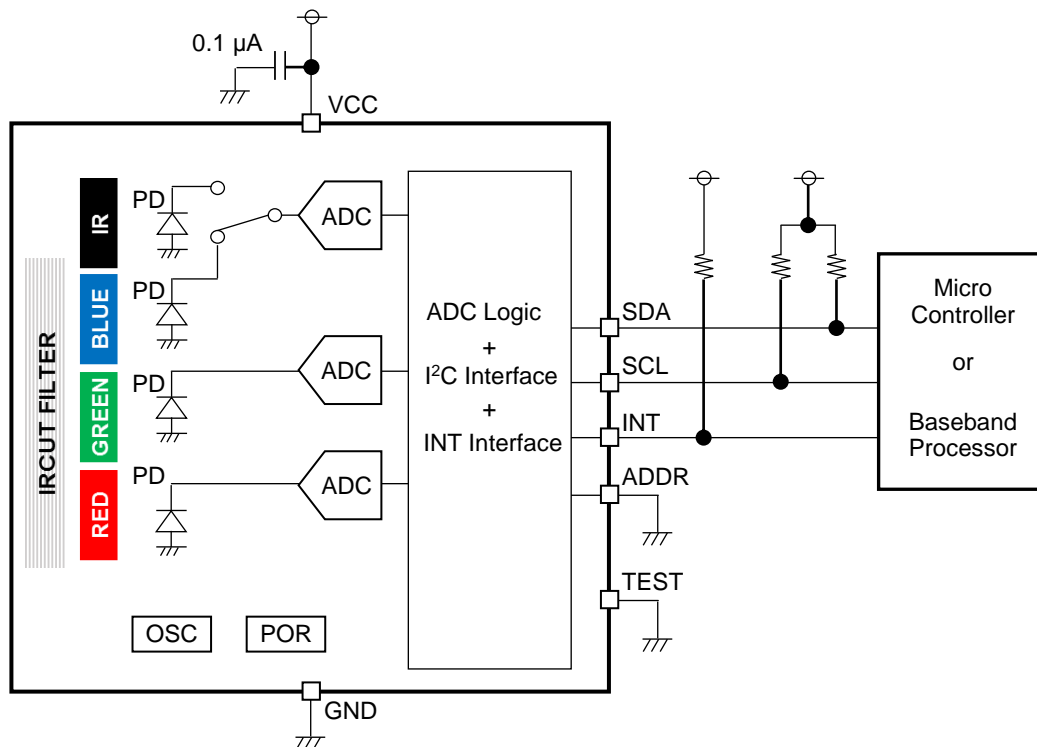 0.1 µA
VCC
IRCUT FILTER
IR
BLUE
GREEN
RED
PD
PD
PD
PD
ADC
ADC
ADC
ADC Logic
+
I²C Interface
+
INT Interface
OSC
POR
GND
SDA
SCL
INT
ADDR
TEST
Micro
Controller
or
Baseband
Processor